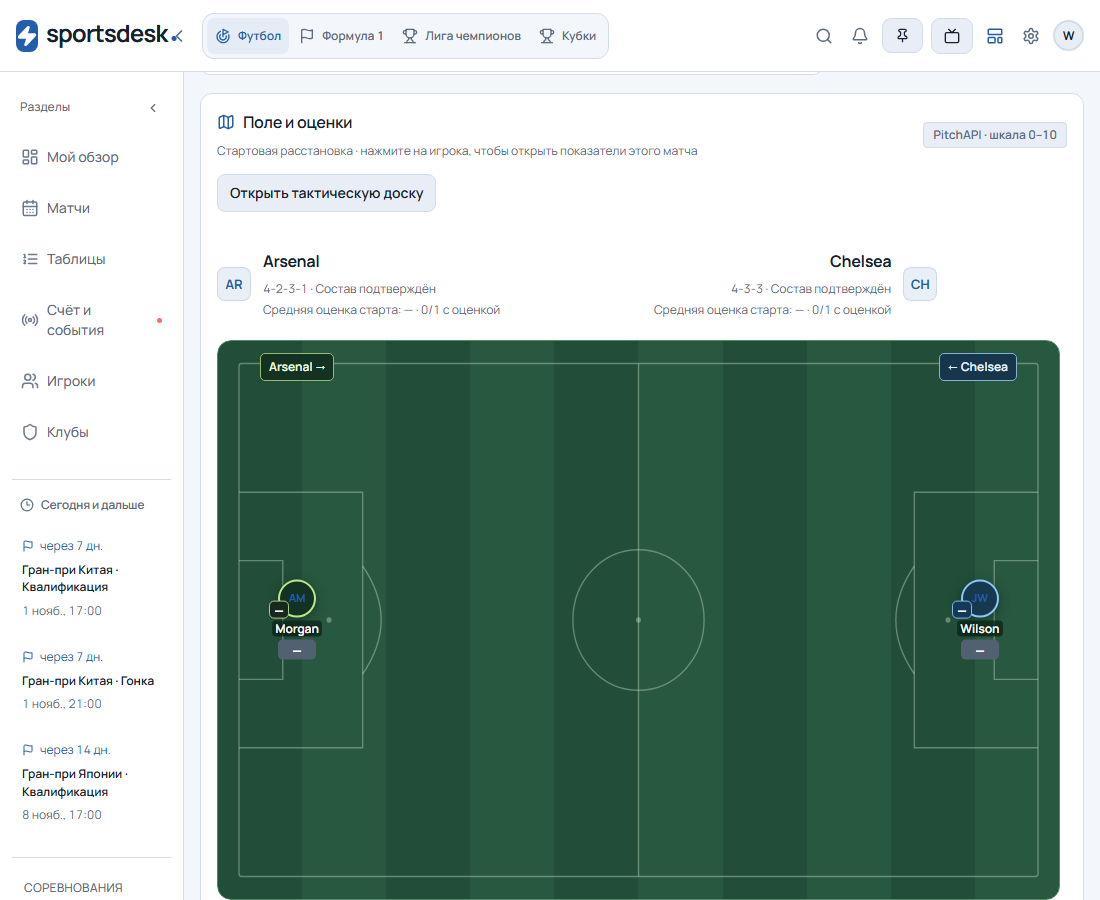 sportsdesk
Футбол
Формула 1
Лига чемпионов
Кубки
W
Разделы
Мой обзор
Матчи
Таблицы
Счёт и
события
Игроки
Клубы
Сегодня и дальше
через 7 дн.
Гран-при Китая ·
Квалификация
1 нояб., 17:00
через 7 дн.
Гран-при Китая · Гонка
1 нояб., 21:00
через 14 дн.
Гран-при Японии ·
Квалификация
8 нояб., 17:00
СОРЕВНОВАНИЯ
Поле и оценки
PitchAPI · шкала 0–10
Стартовая расстановка · нажмите на игрока, чтобы открыть показатели этого матча
Открыть тактическую доску
AR
Arsenal
4-2-3-1 · Состав подтверждён
Средняя оценка старта: — · 0/1 с оценкой
Chelsea
4-3-3 · Состав подтверждён
Средняя оценка старта: — · 0/1 с оценкой
CH
Arsenal →
← Chelsea
AM
–
Morgan
–
JW
–
Wilson
–